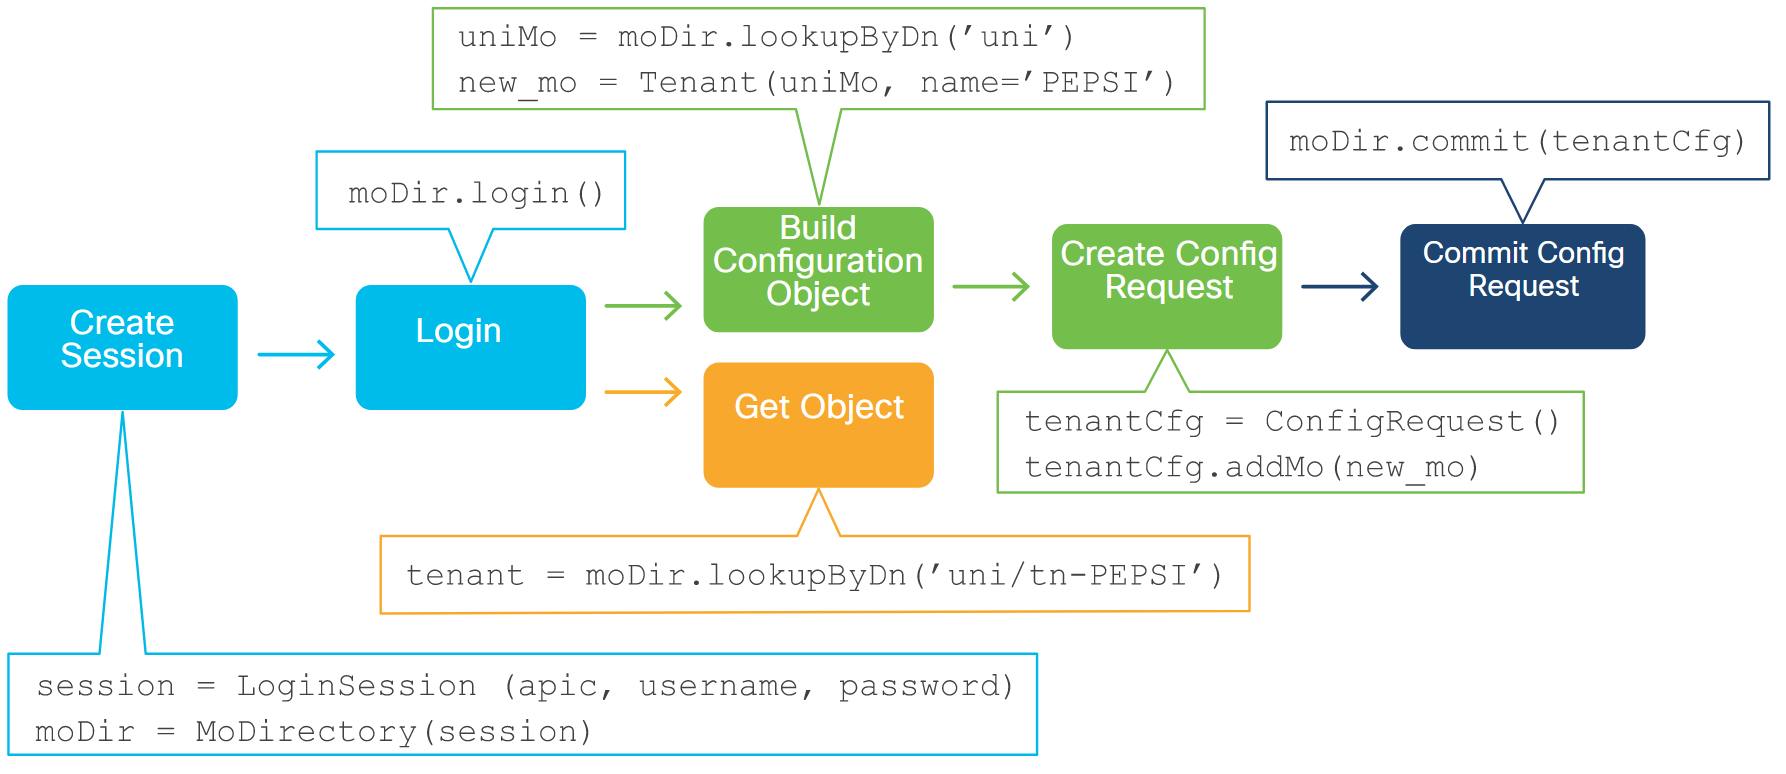 uniMo = moDir.lookupByDn(’uni’)
new_mo = Tenant(uniMo, name=’PEPSI’)
moDir.commit(tenantCfg)
moDir.login()
Build
Configuration
Object
Create Config
Request
Commit Config
Request
Create
Session
Login
Get Object
tenantCfg = ConfigRequest()
tenantCfg.addMo(new_mo)
tenant = moDir.lookupByDn(’uni/tn-PEPSI’)
session = LoginSession (apic, username, password)
moDir = MoDirectory(session)